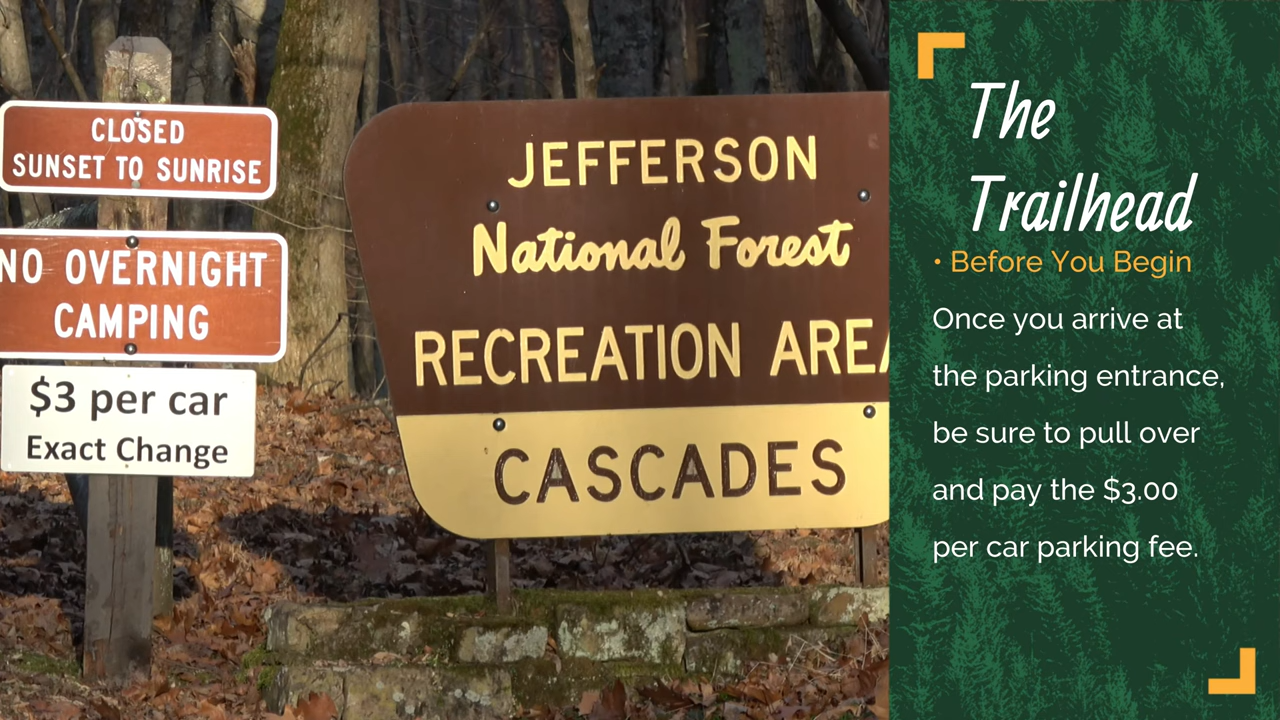 CLOSED
SUNSET TO SUNRISE
NO OVERNIGHT
CAMPING
$3 per car
Exact Change
JEFFERSON
National Forest
RECREATION AREA
CASCADES
The
Trailhead
• Before You Begin
Once you arrive at
the parking entrance,
be sure to pull over
and pay the $3.00
per car parking fee.